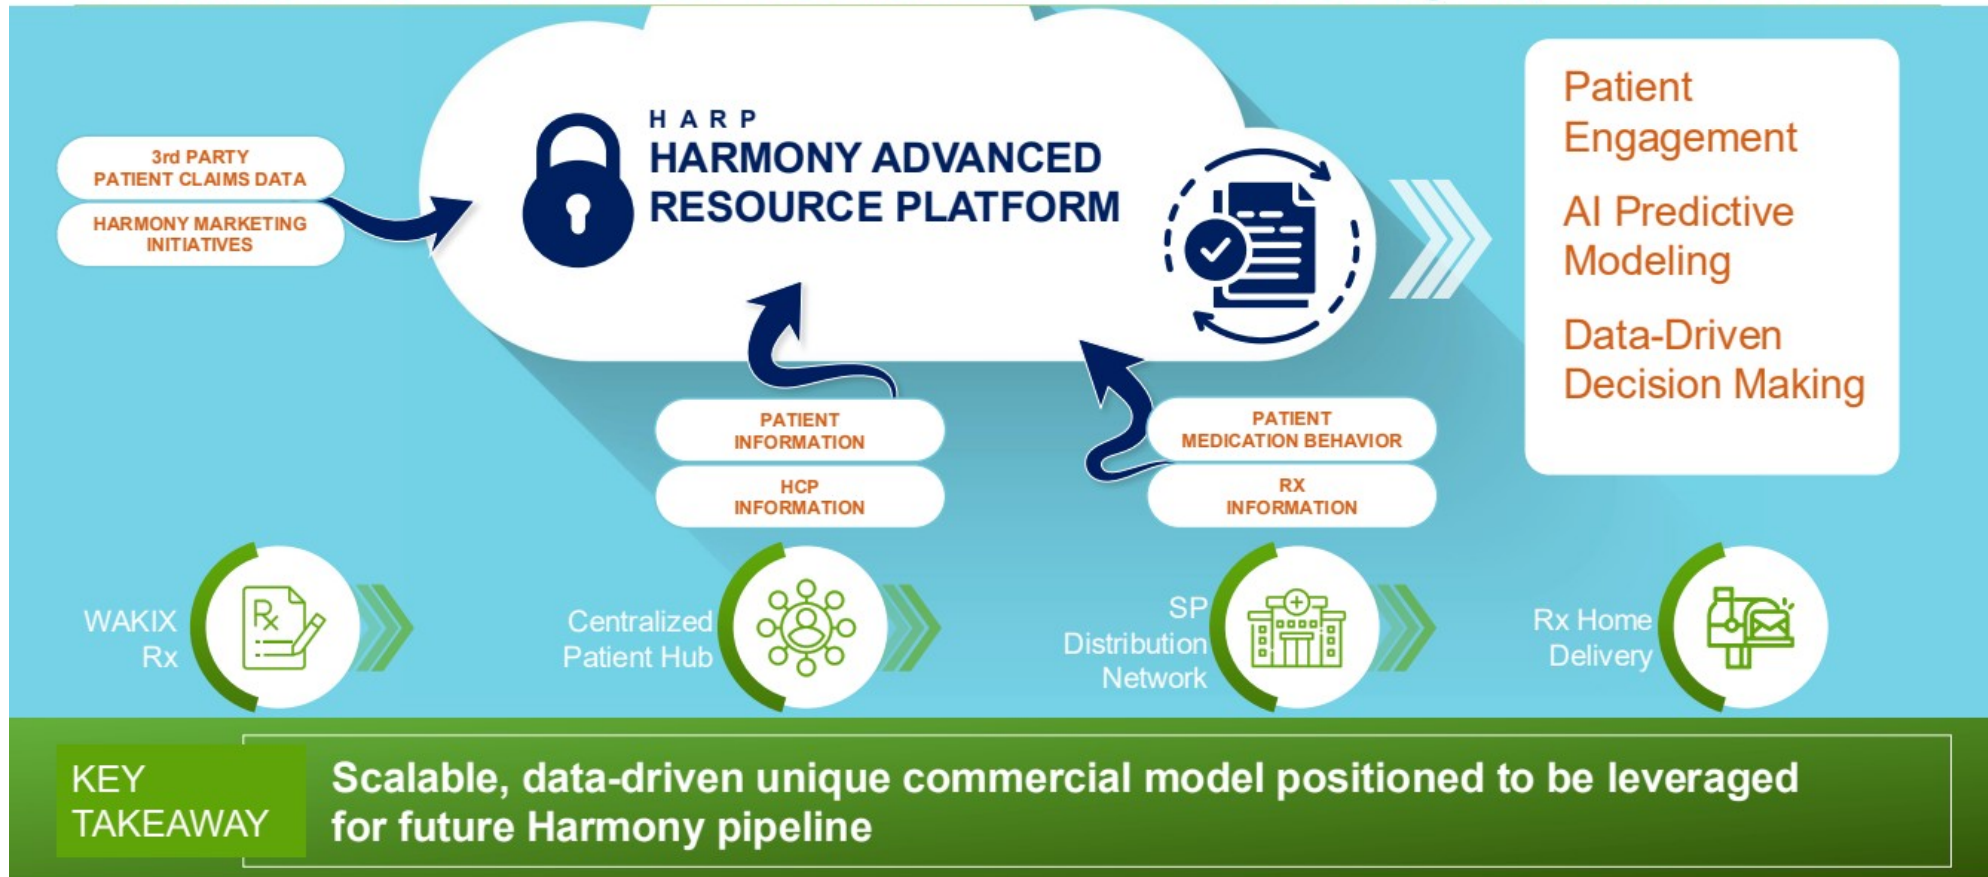 H A R P
HARMONY ADVANCED
RESOURCE PLATFORM
3rd PARTY
PATIENT CLAIMS DATA
HARMONY MARKETING
INITIATIVES
Patient
Engagement
AI Predictive
Modeling
Data-Driven
Decision Making
PATIENT
INFORMATION
HCP
INFORMATION
PATIENT
MEDICATION BEHAVIOR
RX
INFORMATION
WAKIX
Rx
Rx
Centralized
Patient Hub
SP
Distribution
Network
Rx Home
Delivery
KEY
TAKEAWAY
Scalable, data-driven unique commercial model positioned to be leveraged
for future Harmony pipeline